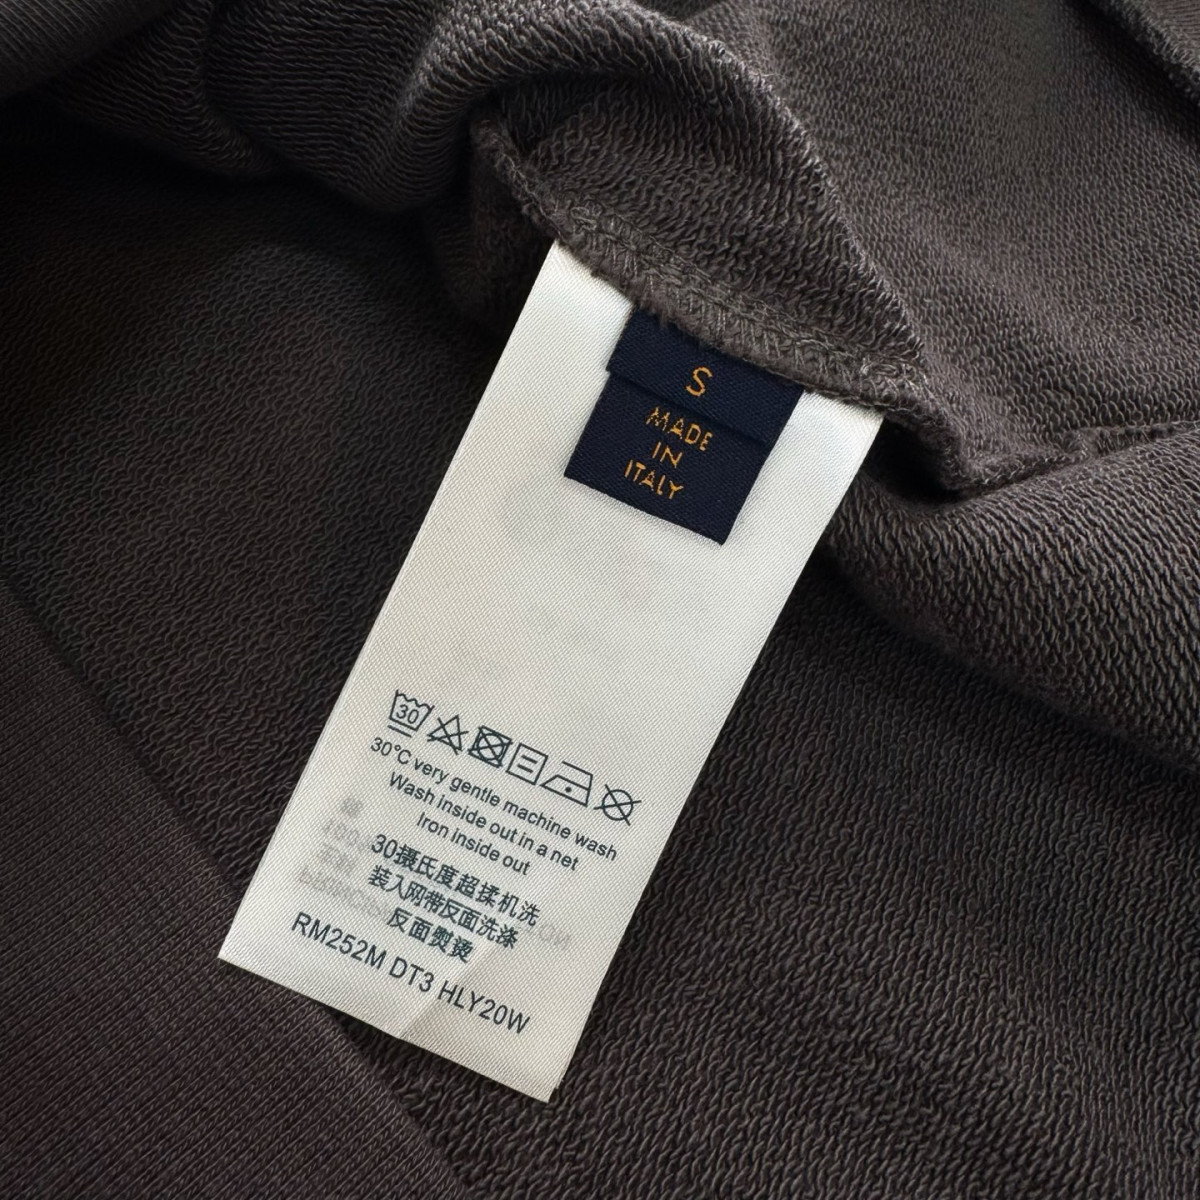 S
MADE
IN
ITALY
30
30°C very gentle machine wash
Wash inside out in a net
Iron inside out
30摄氏度超揉机洗
装入网带反面洗涤
反面熨烫
RM252M DT3 HLY20W